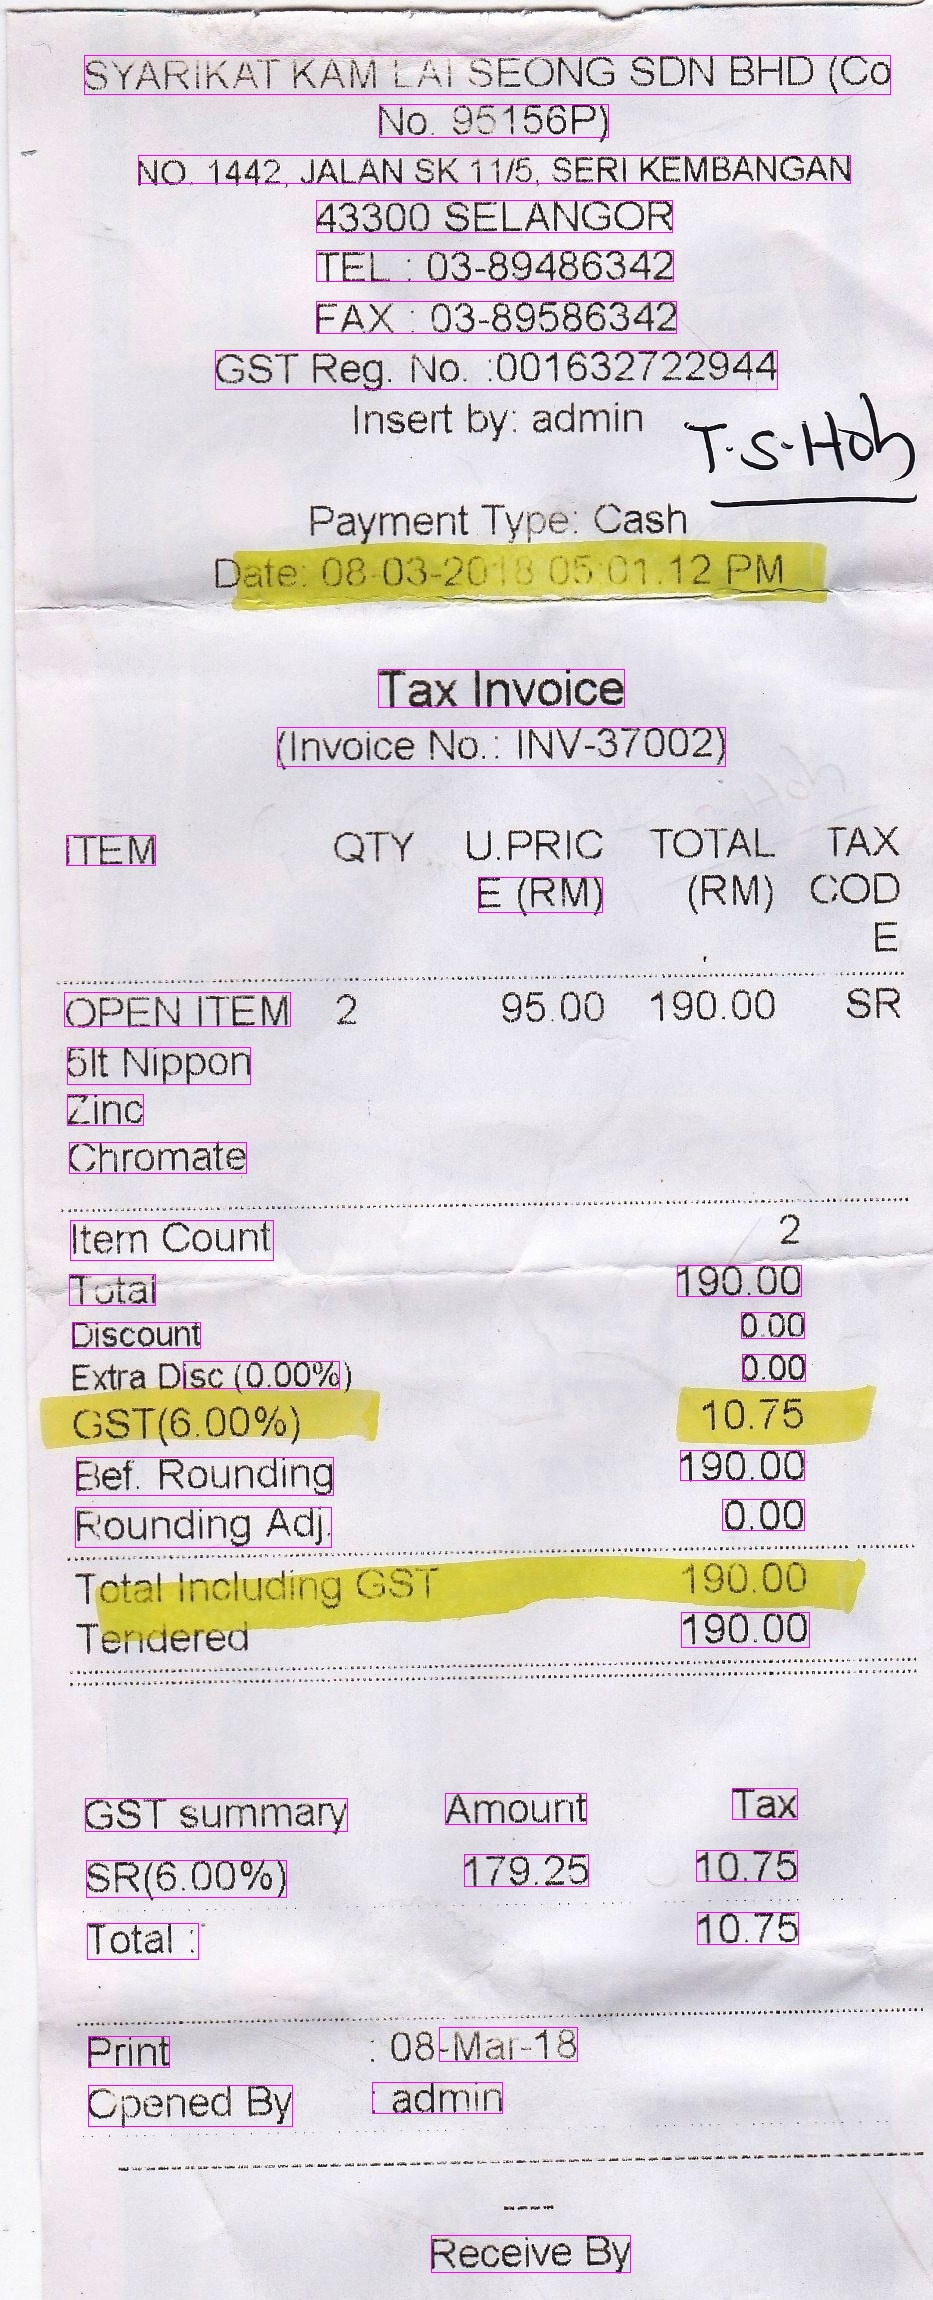 SYARIKAT KAM LAI SEONG SDN BHD (Co
No. 95156P)
NO. 1442, JALAN SK 11/5, SERI KEMBANGAN
43300 SELANGOR
TEL : 03-89486342
FAX : 03-89586342
GST Reg. No. :001632722944
Insert by: admin
T.S.Hoh
Payment Type: Cash
Date: 08-03-2018 05:01:12 PM
Tax Invoice
(Invoice No.: INV-37002)
ITEM QTY U.PRIC TOTAL TAX
E (RM) (RM) COD
E
OPEN ITEM 2 95.00 190.00 SR
5lt Nippon
Zinc
Chromate
Item Count 2
Total 190.00
Discount 0.00
Extra Disc (0.00%) 0.00
GST(6.00%) 10.75
Bef. Rounding 190.00
Rounding Adj. 0.00
Total Including GST 190.00
Tendered 190.00
GST summary Amount Tax
SR(6.00%) 179.25 10.75
Total : 10.75
Print : 08-Mar-18
Opened By : admin
Receive By